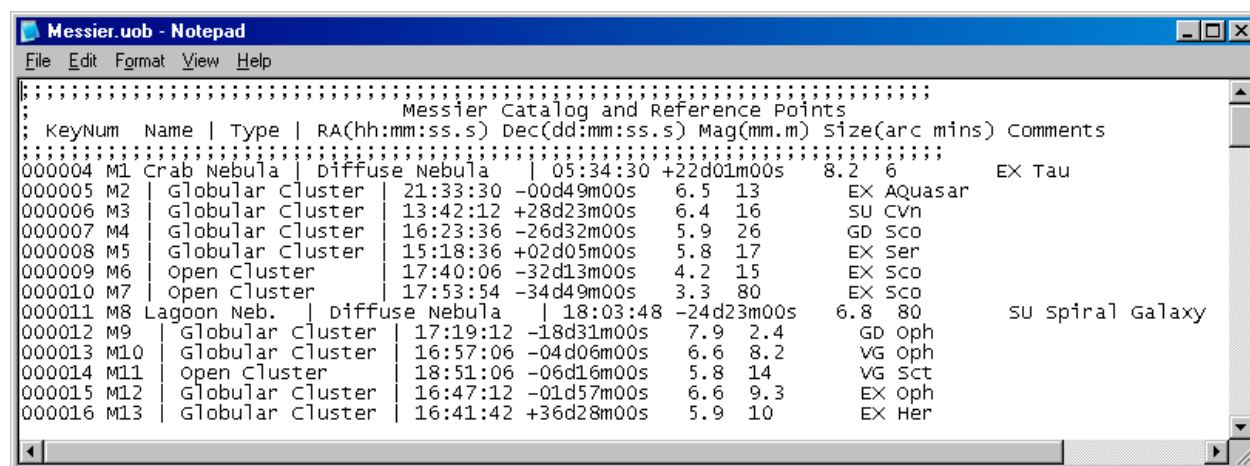 Messier.uob - Notepad
File Edit Format View Help
;;;;;;;;;;;;;;;;;;;;;;;;;;;;;;;;;;;;;;;;;;;;;;;;;;;;;;;;;;;;;;;;;;;;;;;;;;;
; Messier Catalog and Reference Points
; KeyNum Name | Type | RA(hh:mm:ss.s) Dec(dd:mm:ss.s) Mag(mm.m) Size(arc mins) Comments
;;;;;;;;;;;;;;;;;;;;;;;;;;;;;;;;;;;;;;;;;;;;;;;;;;;;;;;;;;;;;;;;;;;;;;;;;;;;
000004 M1 Crab Nebula | Diffuse Nebula | 05:34:30 +22d01m00s 8.2 6 EX Tau
000005 M2 | Globular Cluster | 21:33:30 -00d49m00s 6.5 13 EX AQuasar
000006 M3 | Globular Cluster | 13:42:12 +28d23m00s 6.4 16 SU CVn
000007 M4 | Globular Cluster | 16:23:36 -26d32m00s 5.9 26 GD Sco
000008 M5 | Globular Cluster | 15:18:36 +02d05m00s 5.8 17 EX Ser
000009 M6 | Open Cluster | 17:40:06 -32d13m00s 4.2 15 EX Sco
000010 M7 | Open Cluster | 17:53:54 -34d49m00s 3.3 80 EX Sco
000011 M8 Lagoon Neb. | Diffuse Nebula | 18:03:48 -24d23m00s 6.8 80 SU Spiral Galaxy
000012 M9 | Globular Cluster | 17:19:12 -18d31m00s 7.9 2.4 GD Oph
000013 M10 | Globular Cluster | 16:57:06 -04d06m00s 6.6 8.2 VG Oph
000014 M11 | Open Cluster | 18:51:06 -06d16m00s 5.8 14 VG Sct
000015 M12 | Globular Cluster | 16:47:12 -01d57m00s 6.6 9.3 EX Oph
000016 M13 | Globular Cluster | 16:41:42 +36d28m00s 5.9 10 EX Her